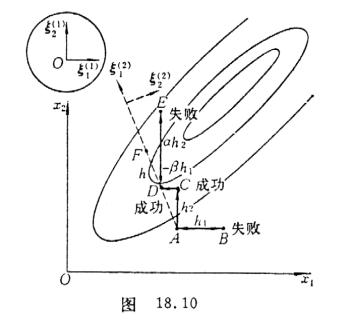 ξ₂⁽¹⁾
O ξ₁⁽¹⁾
ξ₁⁽²⁾ ξ₂⁽²⁾
x₂
E 失败
ah₂
F -βh₁
h
D C 成功
成功 h₂
h₁
A B 失败
O x₁
图 18.10